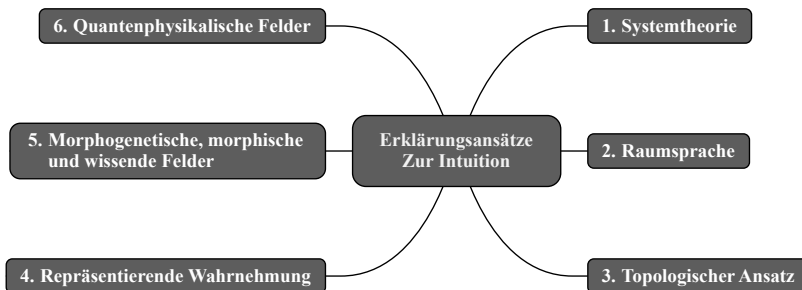 6. Quantenphysikalische Felder
1. Systemtheorie
5. Morphogenetische, morphische
und wissende Felder
Erklärungsansätze
Zur Intuition
2. Raumsprache
4. Repräsentierende Wahrnehmung
3. Topologischer Ansatz